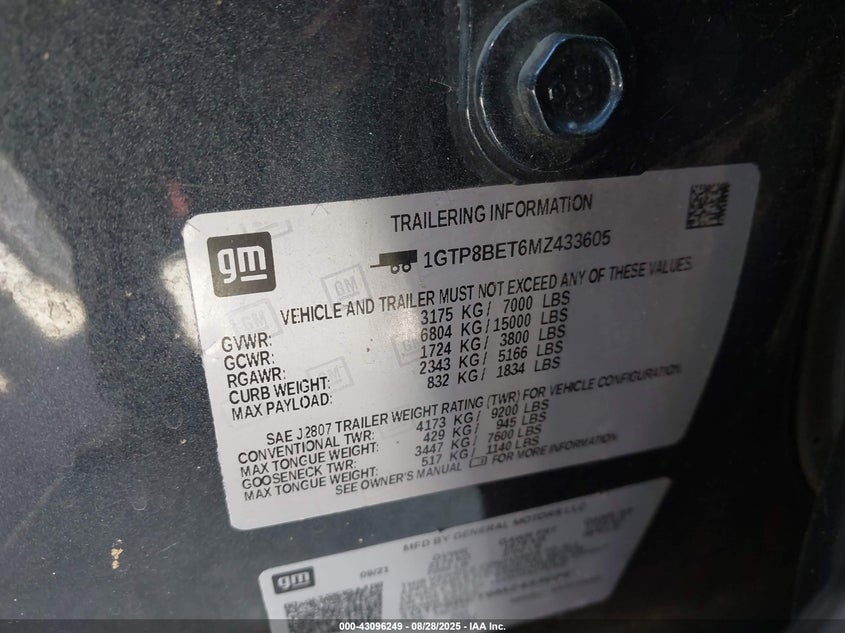 TRAILERING INFORMATION
gm
1GTP8BET6MZ433605
VEHICLE AND TRAILER MUST NOT EXCEED ANY OF THESE VALUES
GVWR: 3175 KG / 7000 LBS
GCWR: 6804 KG / 15000 LBS
RGAWR: 1724 KG / 3800 LBS
CURB WEIGHT: 2343 KG / 5166 LBS
MAX PAYLOAD: 832 KG / 1834 LBS
SAE J2807 TRAILER WEIGHT RATING (TWR) FOR VEHICLE CONFIGURATION
CONVENTIONAL TWR: 4173 KG / 9200 LBS
MAX TONGUE WEIGHT: 429 KG / 945 LBS
GOOSENECK TWR: 3447 KG / 7600 LBS
MAX TONGUE WEIGHT: 517 KG / 1140 LBS
SEE OWNER'S MANUAL FOR MORE INFORMATION
MFD BY GENERAL MOTORS LLC
gm
09/21
GVWR
000-43096249 - 08/28/2025 - IAA Inc.